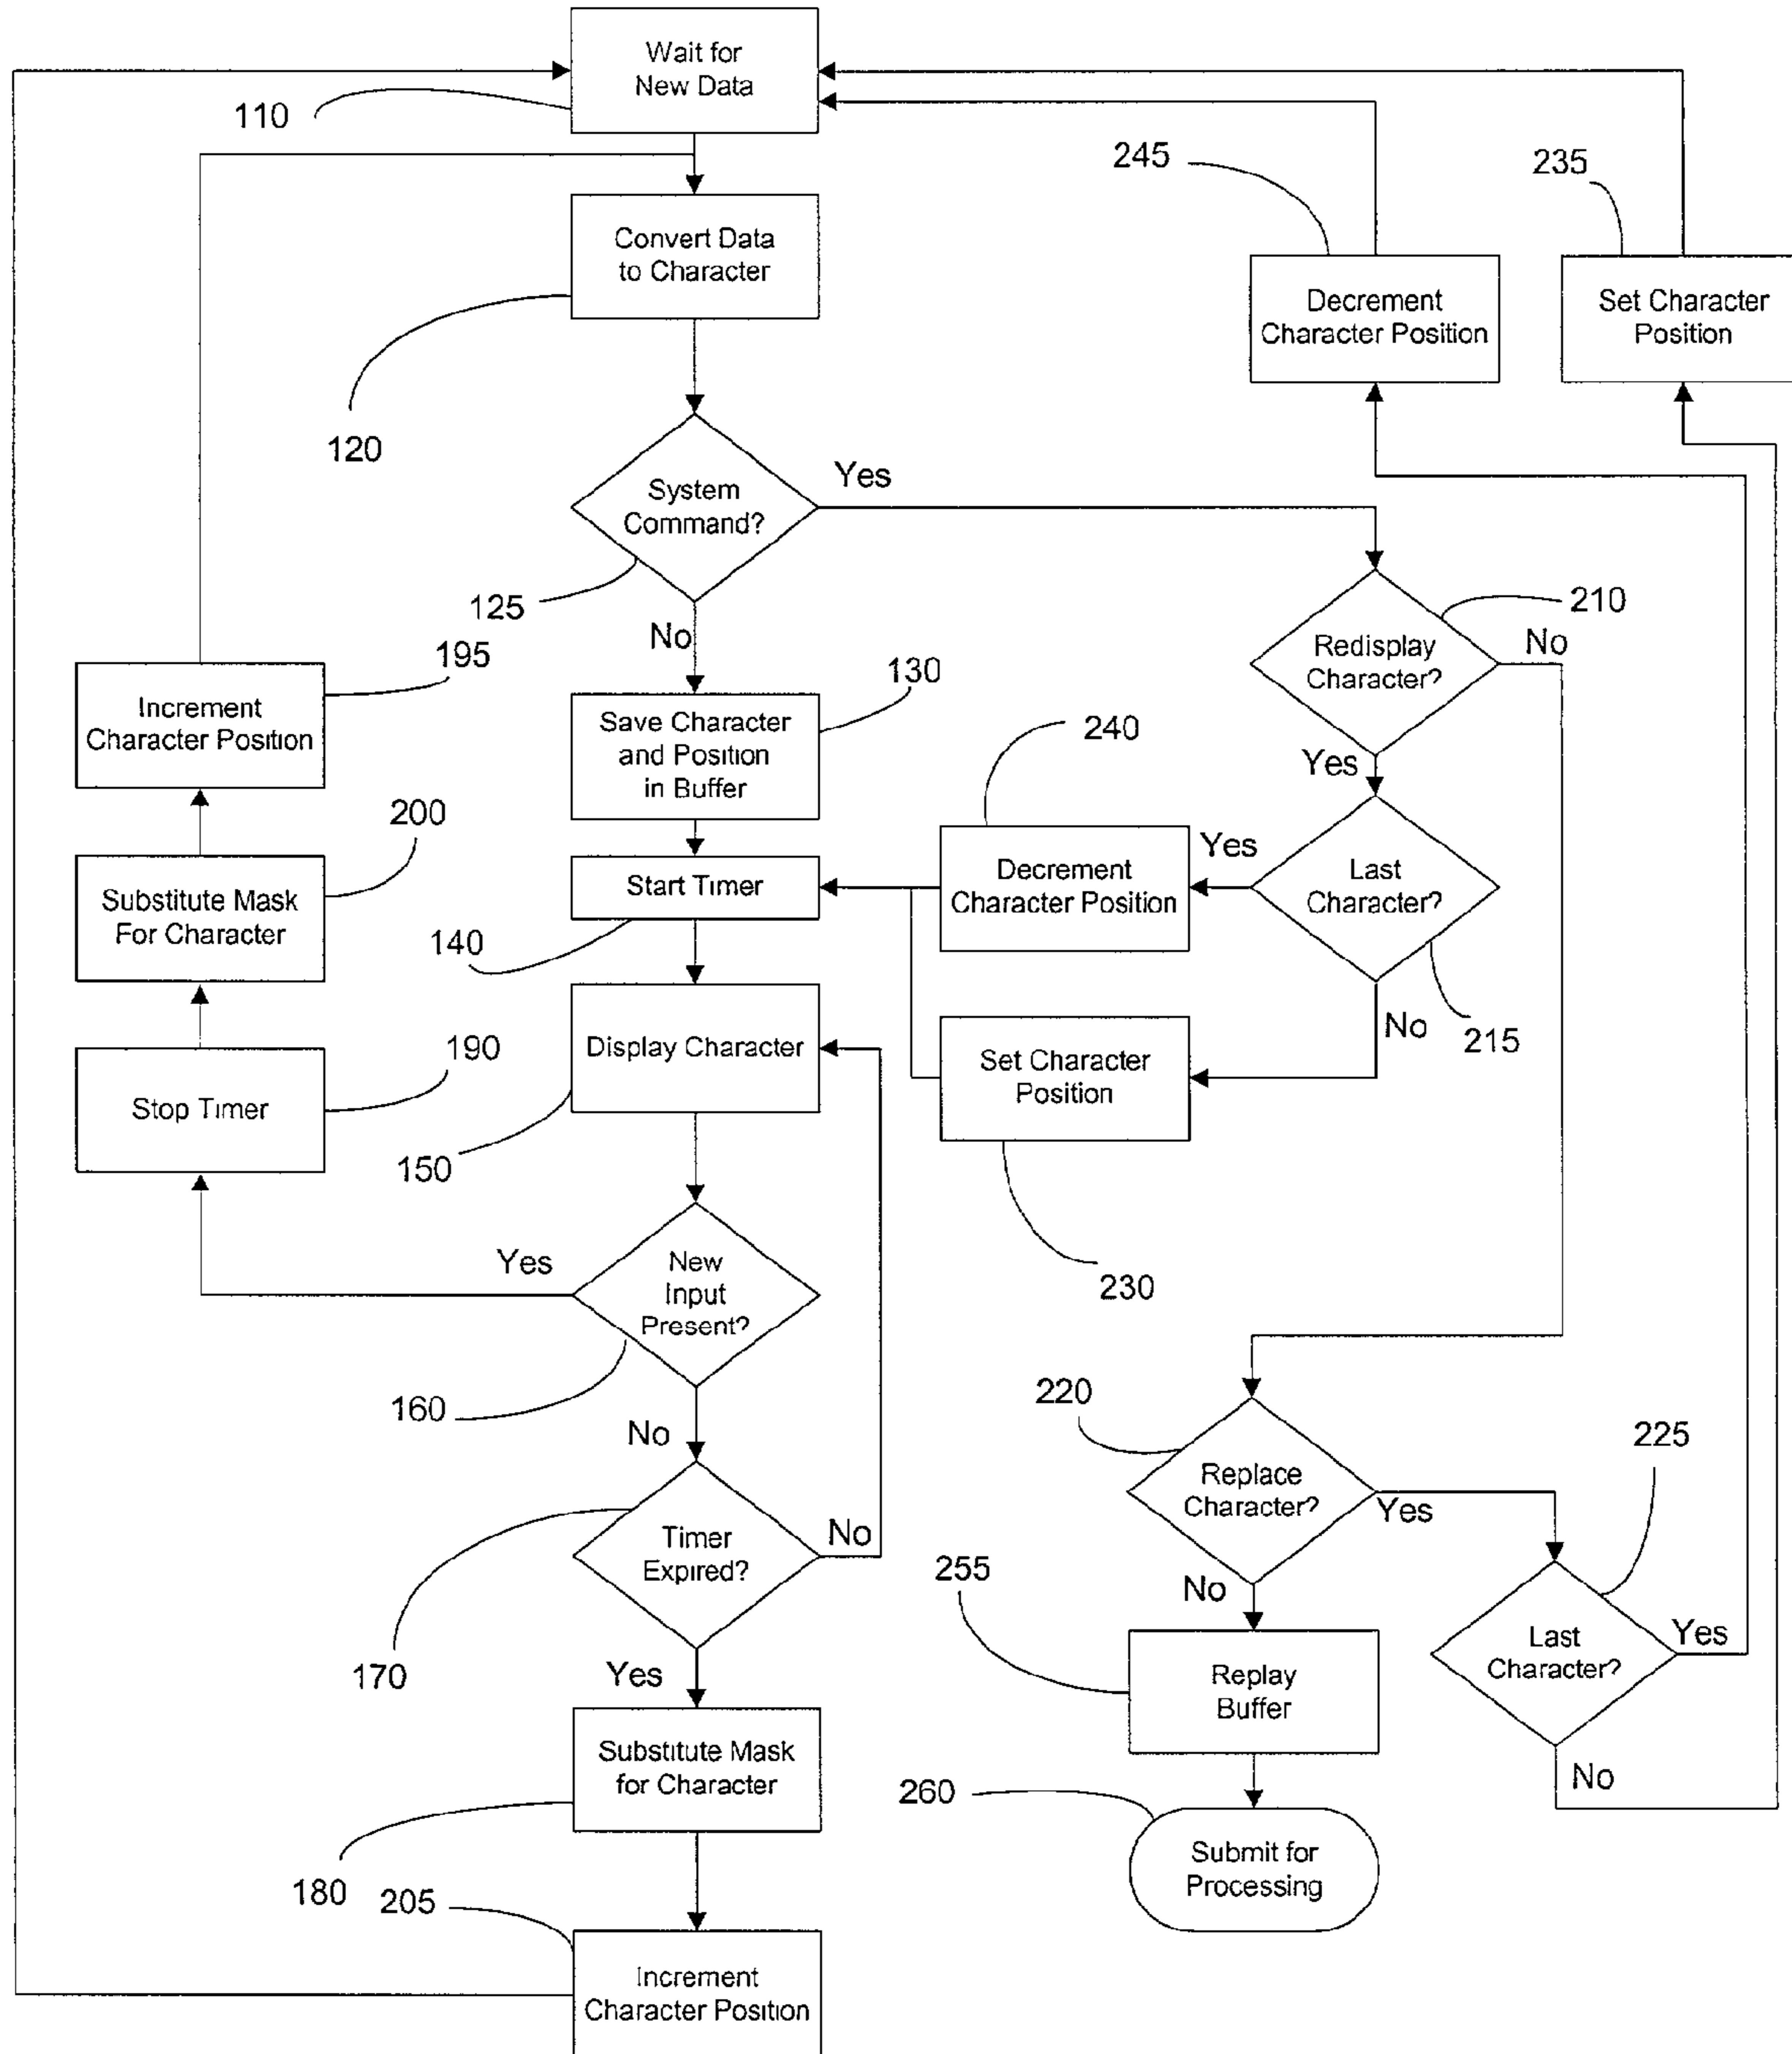 Wait for
New Data
110
245
235
Convert Data
to Character
Decrement
Character Position
Set Character
Position
120
Yes
System
Command?
125
No
210
Redisplay
Character?
No
195
130
Increment
Character Position
Save Character
and Position
in Buffer
240
Yes
200
Yes
Last
Character?
Substitute Mask
For Character
Start Timer
Decrement
Character Position
140
No
215
190
Display Character
Set Character
Position
Stop Timer
150
Yes
New
Input
Present?
230
160
220
No
225
Replace
Character?
Yes
Timer
Expired?
No
255
No
Last
Character?
Yes
170
Yes
Replay
Buffer
Substitute Mask
for Character
260
No
Submit for
Processing
180
205
Increment
Character Position